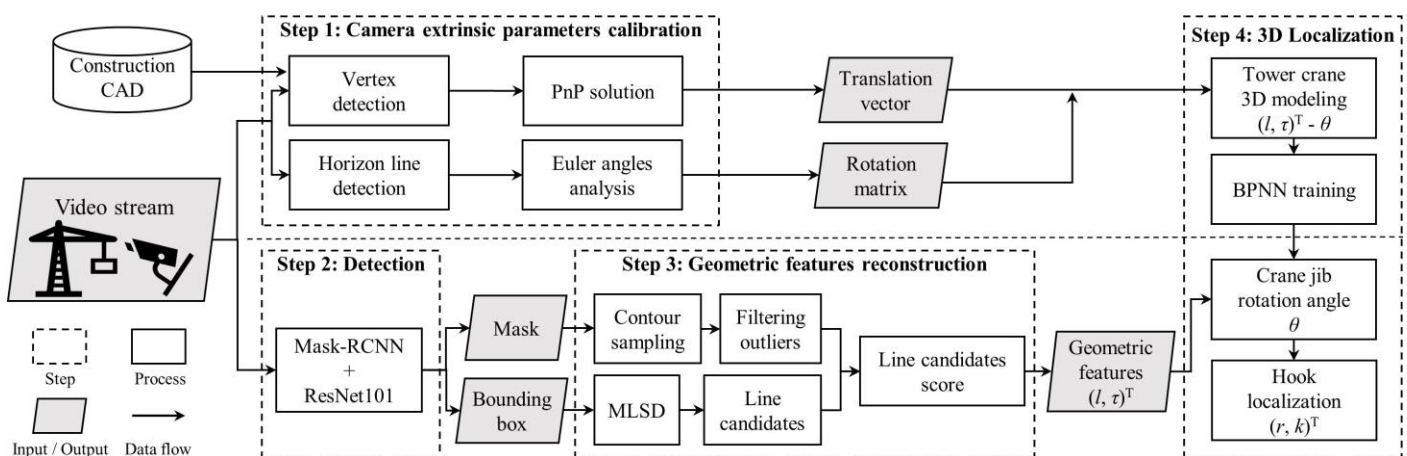 Step 1: Camera extrinsic parameters calibration
Step 4: 3D Localization
Construction
CAD
Vertex
detection
PnP solution
Translation
vector
Tower crane
3D modeling
(l, τ)ᵀ - θ
Horizon line
detection
Euler angles
analysis
Rotation
matrix
BPNN training
Video stream
Step 2: Detection
Step 3: Geometric features reconstruction
Mask-RCNN
+
ResNet101
Mask
Bounding
box
Contour
sampling
Filtering
outliers
MLSD
Line
candidates
Line candidates
score
Geometric
features
(l, τ)ᵀ
Crane jib
rotation angle
θ
Hook
localization
(r, k)ᵀ
Step
Process
Input / Output
Data flow